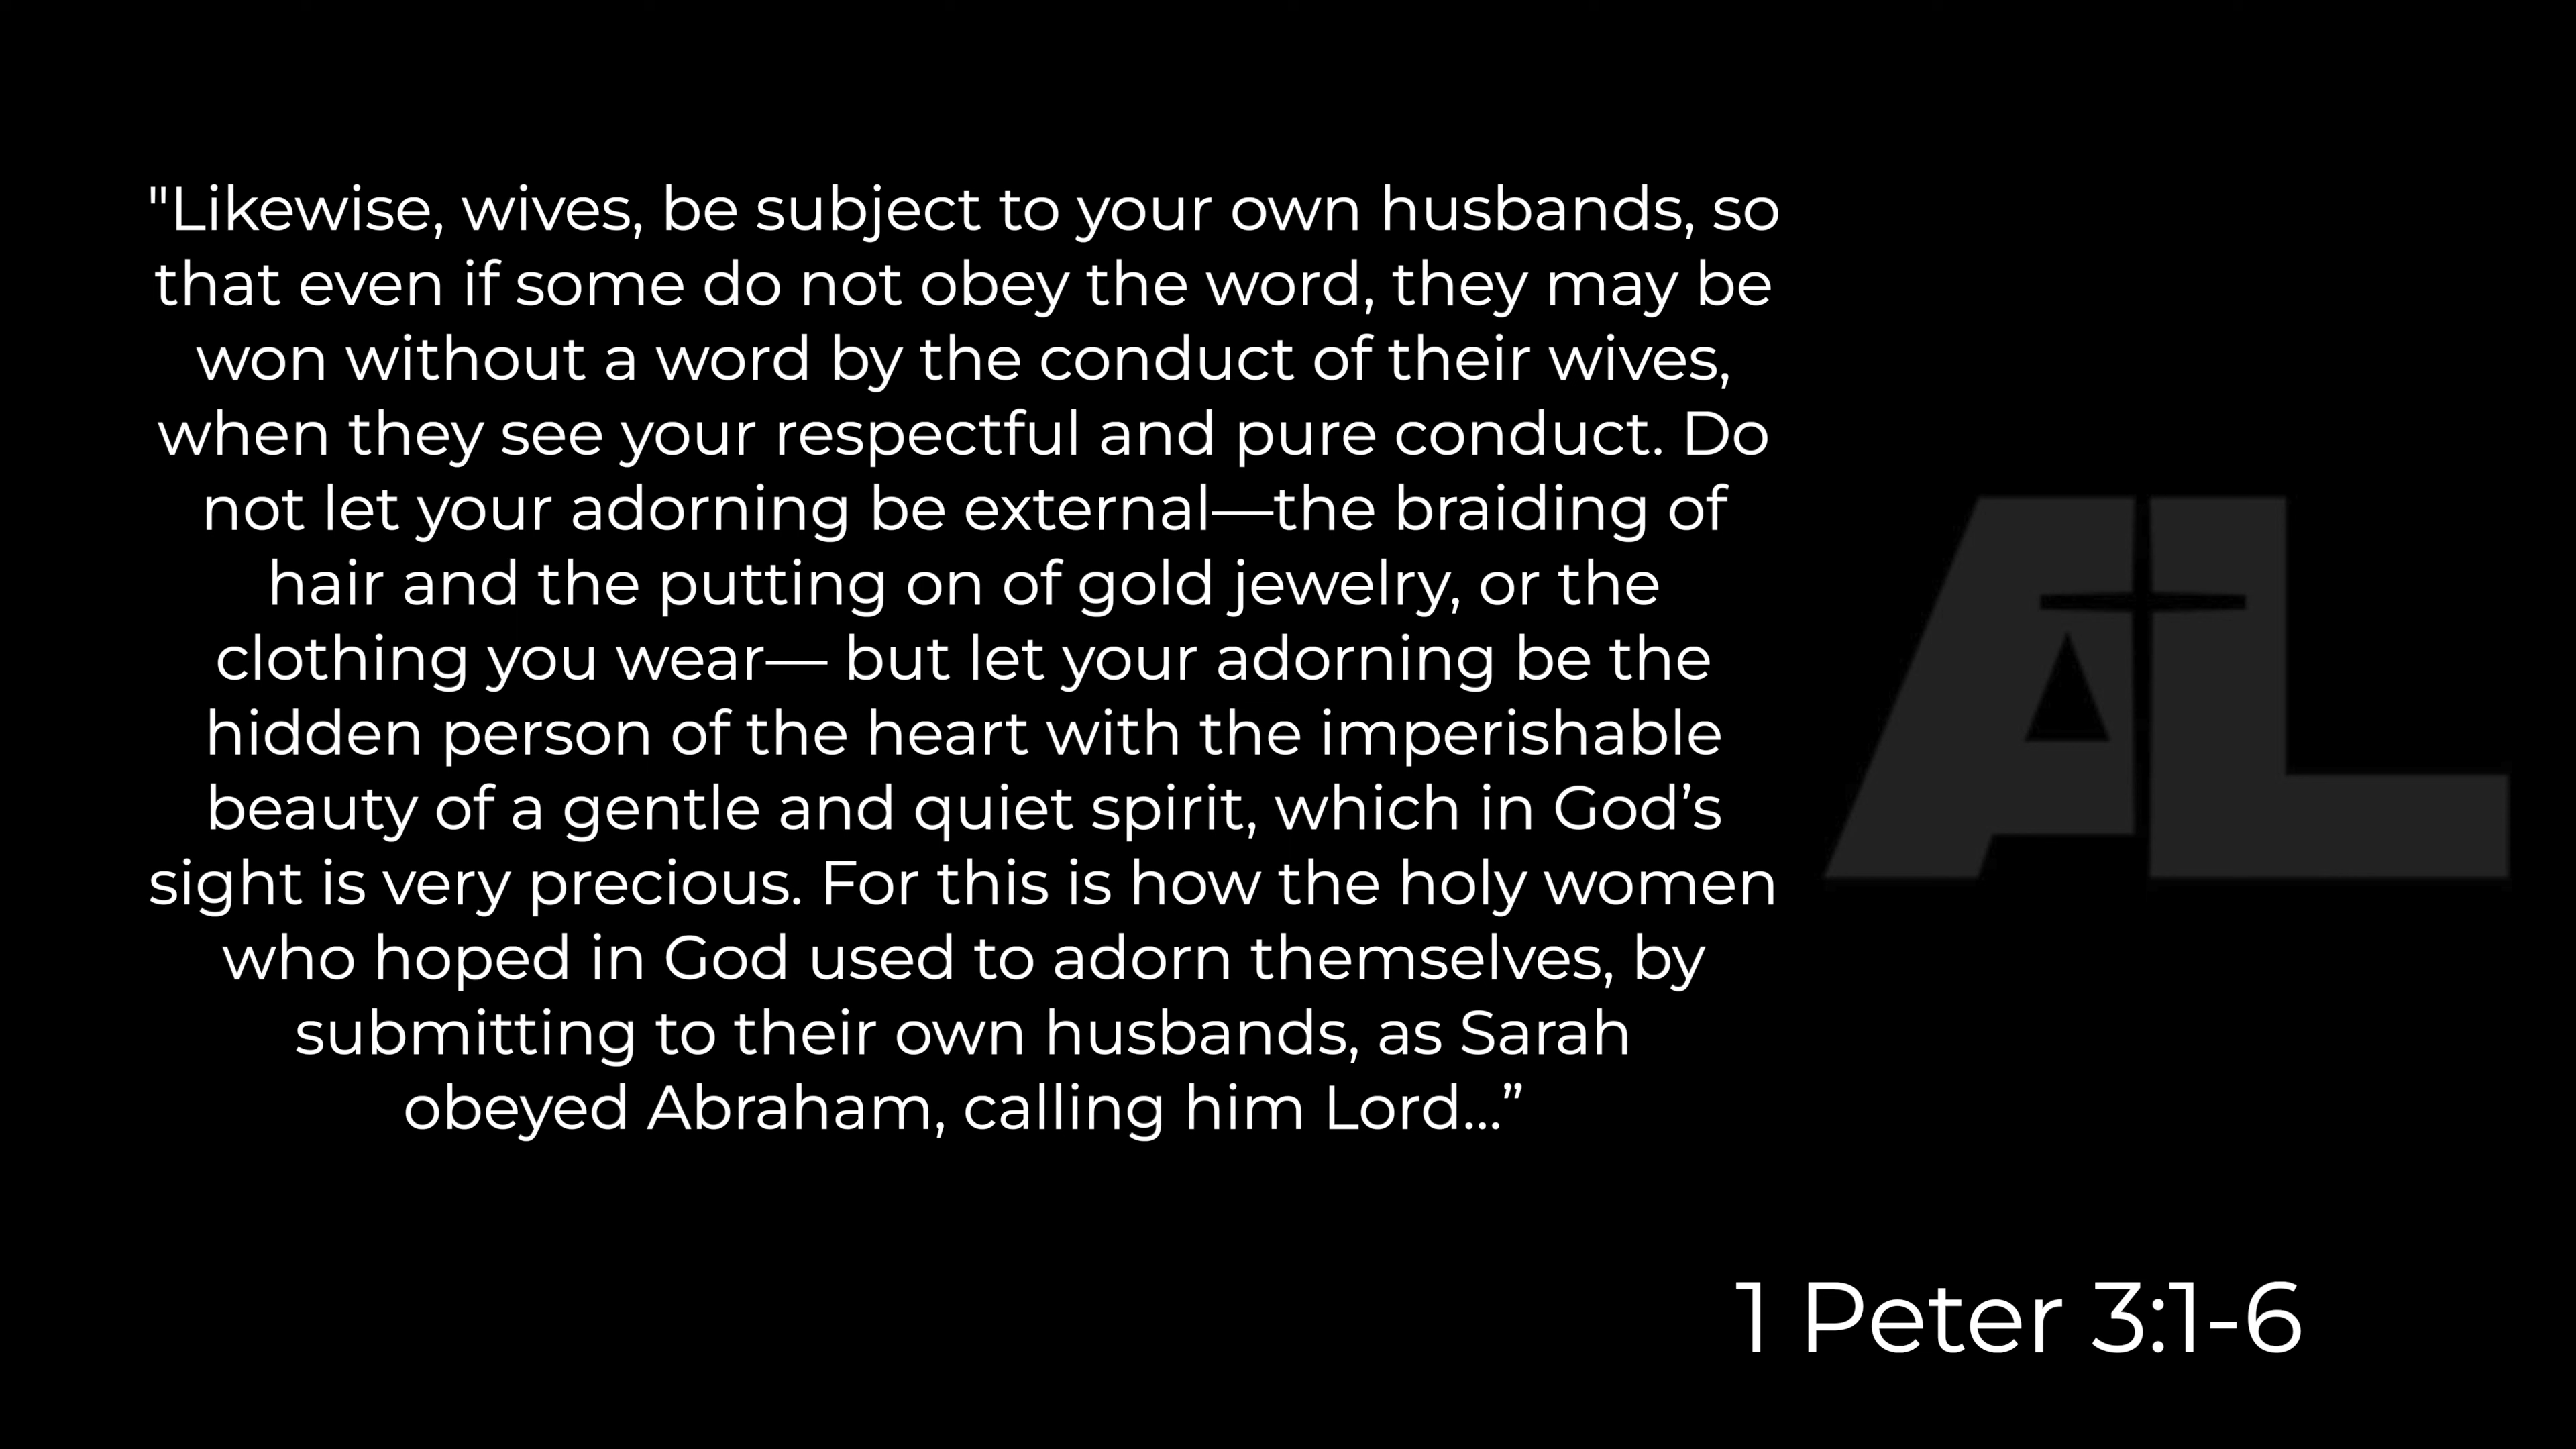 "Likewise, wives, be subject to your own husbands, so
that even if some do not obey the word, they may be
won without a word by the conduct of their wives,
when they see your respectful and pure conduct. Do
not let your adorning be external—the braiding of
hair and the putting on of gold jewelry, or the
clothing you wear— but let your adorning be the
hidden person of the heart with the imperishable
beauty of a gentle and quiet spirit, which in God’s
sight is very precious. For this is how the holy women
who hoped in God used to adorn themselves, by
submitting to their own husbands, as Sarah
obeyed Abraham, calling him Lord...”
AL
1 Peter 3:1-6